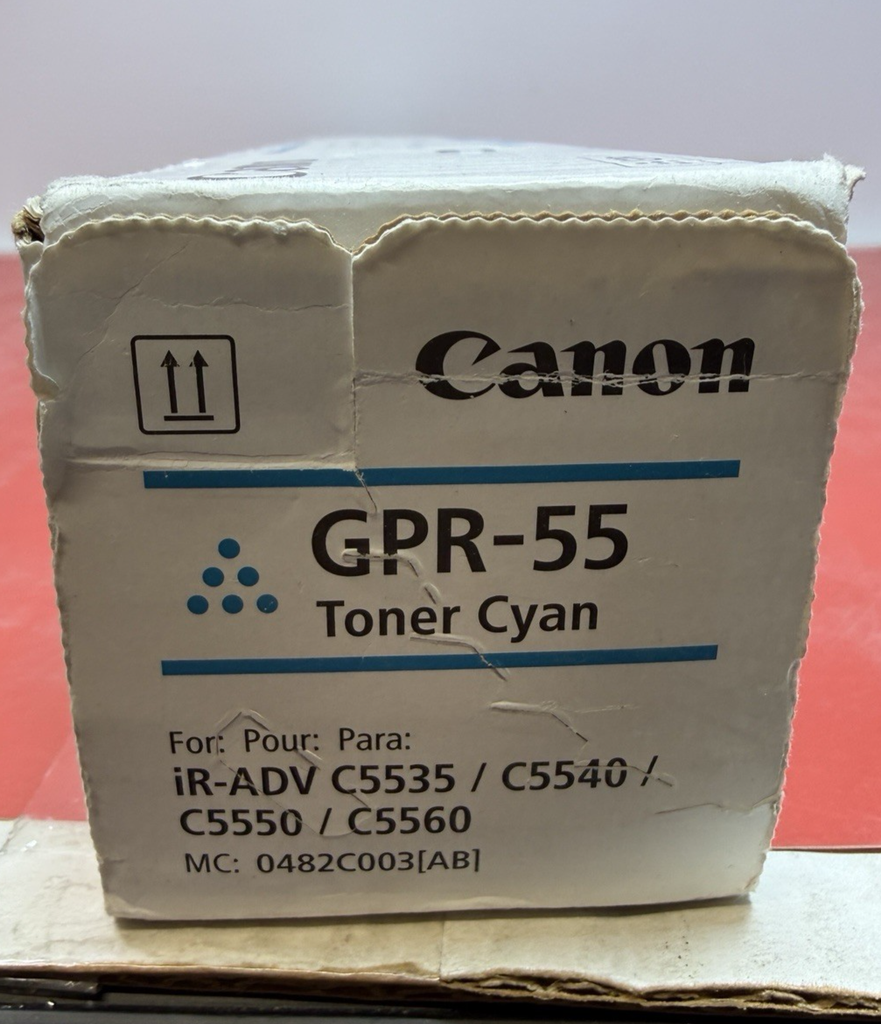 Canon
GPR-55
Toner Cyan
For: Pour: Para:
iR-ADV C5535 / C5540 /
C5550 / C5560
MC: 0482C003[AB]